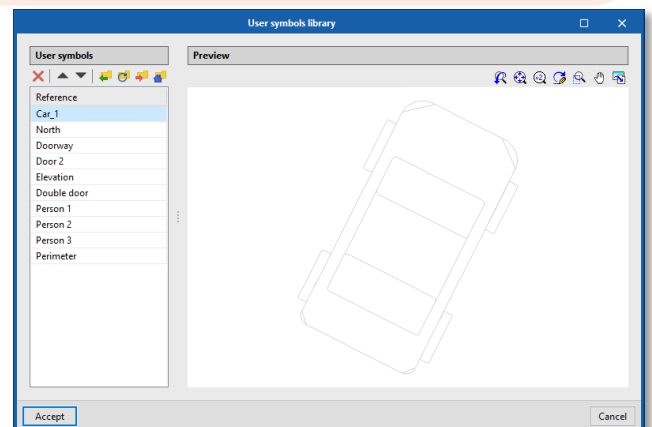 User symbols library
User symbols
Preview
Reference
Car_1
North
Doorway
Door 2
Elevation
Double door
Person 1
Person 2
Person 3
Perimeter
Accept
Cancel